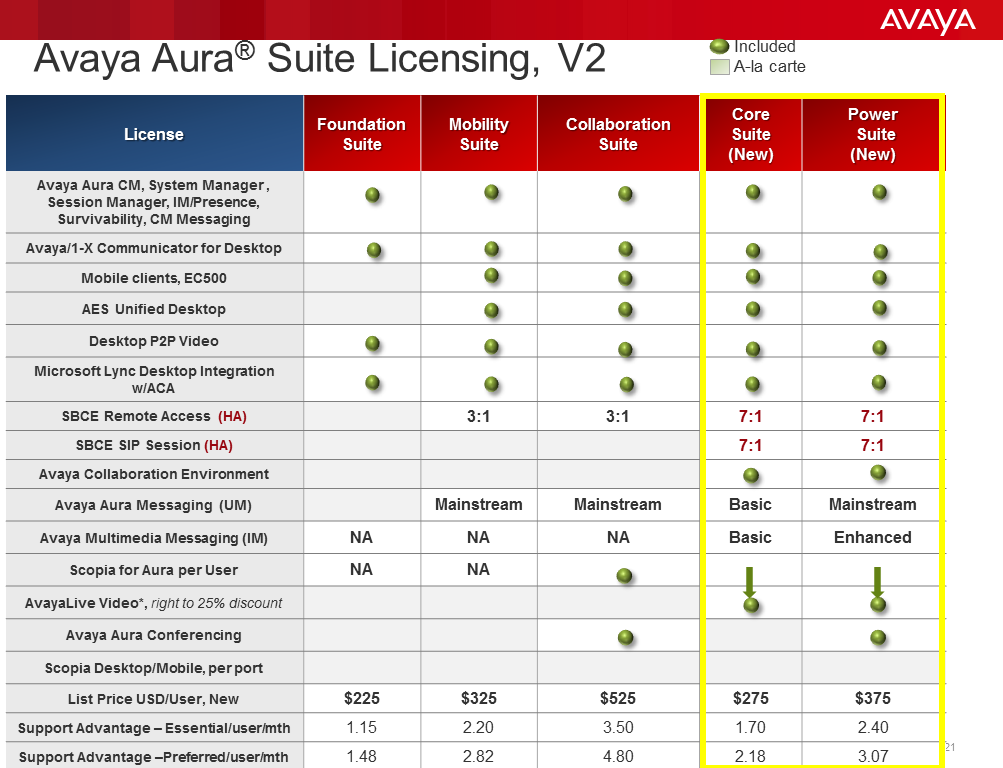 AVAYA
Avaya Aura® Suite Licensing, V2
Included
A-la carte
License
Foundation
Suite
Mobility
Suite
Collaboration
Suite
Core
Suite
(New)
Power
Suite
(New)
Avaya Aura CM, System Manager ,
Session Manager, IM/Presence,
Survivability, CM Messaging
Avaya/1-X Communicator for Desktop
Mobile clients, EC500
AES Unified Desktop
Desktop P2P Video
Microsoft Lync Desktop Integration
w/ACA
SBCE Remote Access (HA) 3:1 3:1 7:1 7:1
SBCE SIP Session (HA) 7:1 7:1
Avaya Collaboration Environment
Avaya Aura Messaging (UM) Mainstream Mainstream Basic Mainstream
Avaya Multimedia Messaging (IM) NA NA NA Basic Enhanced
Scopia for Aura per User NA NA
AvayaLive Video*, right to 25% discount
Avaya Aura Conferencing
Scopia Desktop/Mobile, per port
List Price USD/User, New $225 $325 $525 $275 $375
Support Advantage – Essential/user/mth 1.15 2.20 3.50 1.70 2.40
Support Advantage –Preferred/user/mth 1.48 2.82 4.80 2.18 3.07
21